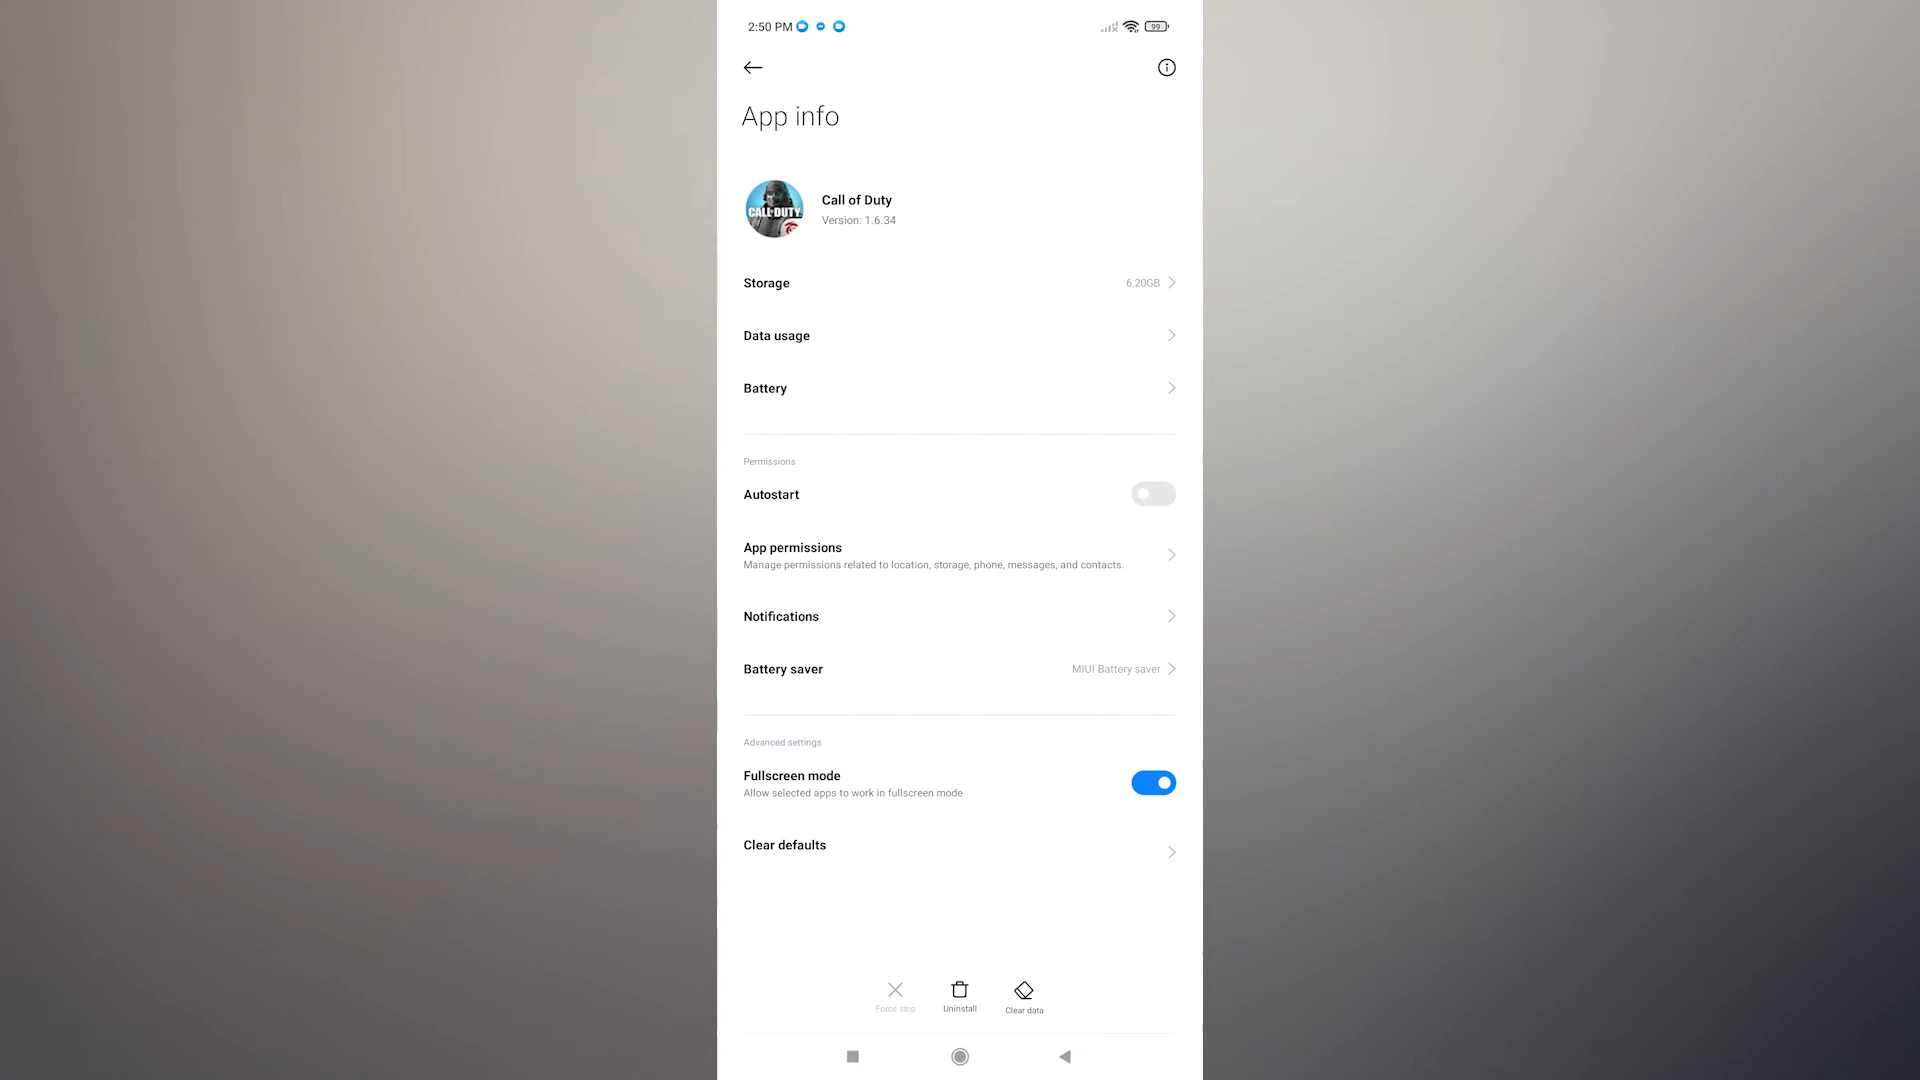 2:50 PM
99
App info
CALL OF DUTY
Call of Duty
Version: 1.6.34
Storage 6.20GB
Data usage
Battery
Permissions
Autostart
App permissions
Manage permissions related to location, storage, phone, messages, and contacts.
Notifications
Battery saver MIUI Battery saver
Advanced settings
Fullscreen mode
Allow selected apps to work in fullscreen mode
Clear defaults
Force stop Uninstall Clear data